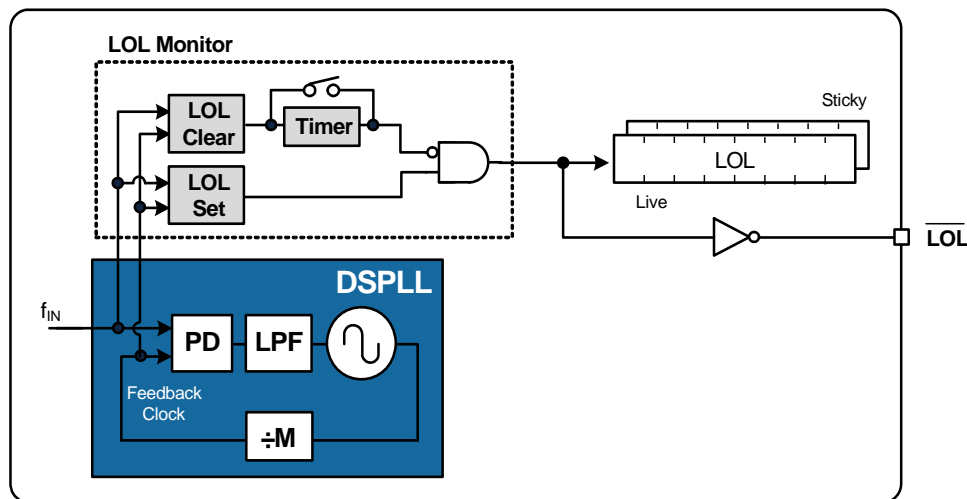 LOL Monitor
LOL
Clear
Timer
LOL
Set
Sticky
LOL
Live
LOL
DSPLL
fIN
PD
LPF
Feedback
Clock
÷M